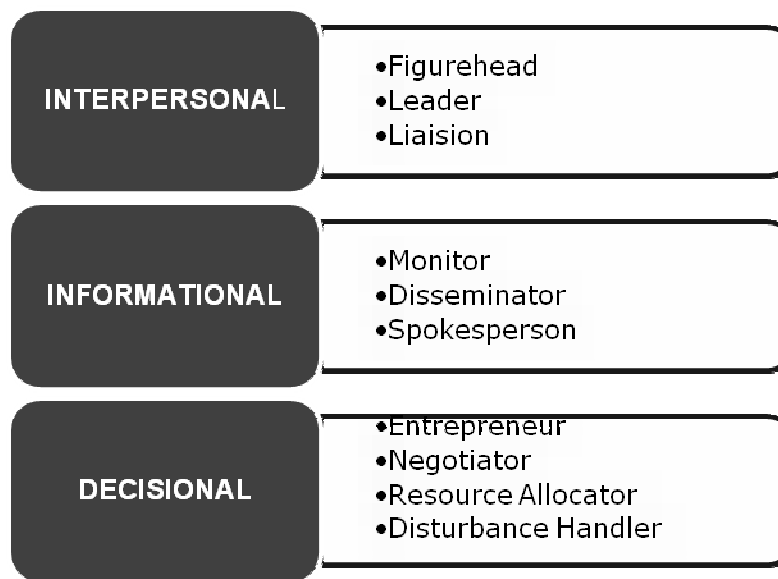 INTERPERSONAL
•Figurehead
•Leader
•Liaision
INFORMATIONAL
•Monitor
•Disseminator
•Spokesperson
DECISIONAL
•Entrepreneur
•Negotiator
•Resource Allocator
•Disturbance Handler